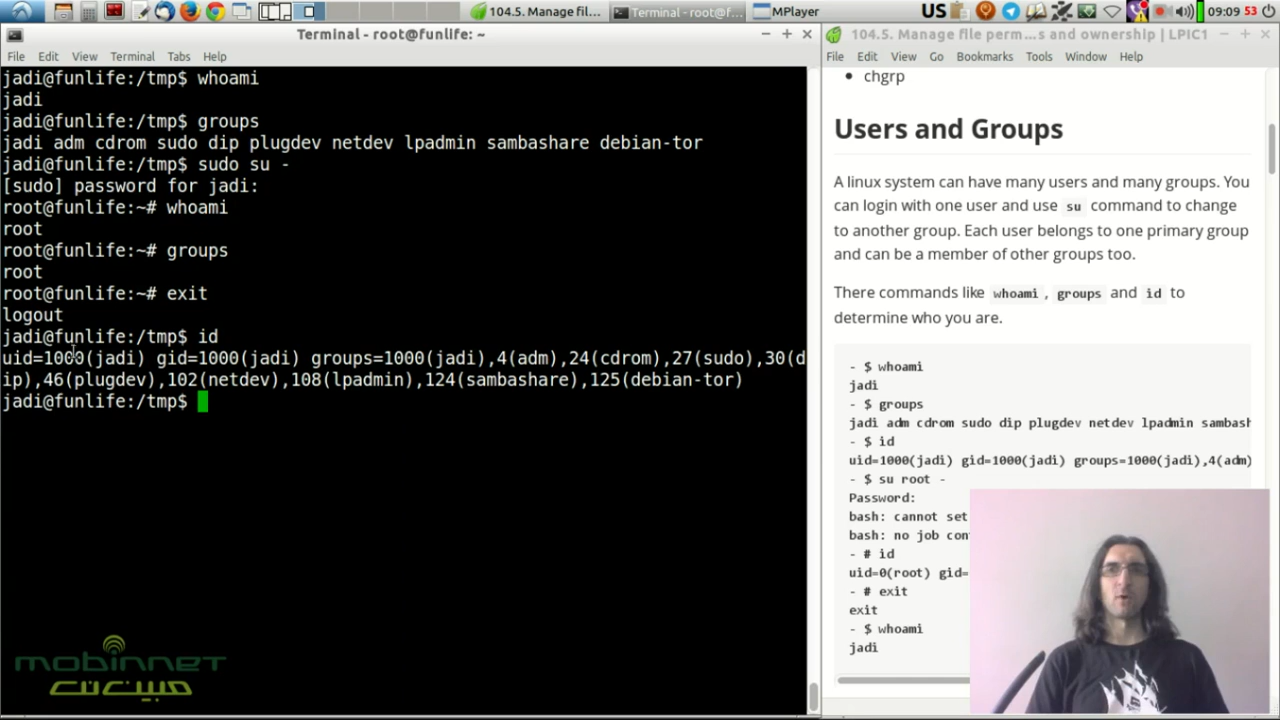 104.5. Manage fil...
Terminal - root@f...
MPlayer
US
09:09 53
Terminal - root@funlife: ~
File Edit View Terminal Tabs Help
jadi@funlife:/tmp$ whoami
jadi
jadi@funlife:/tmp$ groups
jadi adm cdrom sudo dip plugdev netdev lpadmin sambashare debian-tor
jadi@funlife:/tmp$ sudo su -
[sudo] password for jadi:
root@funlife:~# whoami
root
root@funlife:~# groups
root
root@funlife:~# exit
logout
jadi@funlife:/tmp$ id
uid=1000(jadi) gid=1000(jadi) groups=1000(jadi),4(adm),24(cdrom),27(sudo),30(d
ip),46(plugdev),102(netdev),108(lpadmin),124(sambashare),125(debian-tor)
jadi@funlife:/tmp$
mobinnet
مبین نت
104.5. Manage file perm...s and ownership | LPIC1
File Edit View Go Bookmarks Tools Window Help
• chgrp
Users and Groups
A linux system can have many users and many groups. You
can login with one user and use su command to change
to another group. Each user belongs to one primary group
and can be a member of other groups too.
There commands like whoami, groups and id to
determine who you are.
- $ whoami
jadi
- $ groups
jadi adm cdrom sudo dip plugdev netdev lpadmin sambash
- $ id
uid=1000(jadi) gid=1000(jadi) groups=1000(jadi),4(adm)
- $ su root -
Password:
bash: cannot set
bash: no job con
- # id
uid=0(root) gid=
- # exit
exit
- $ whoami
jadi